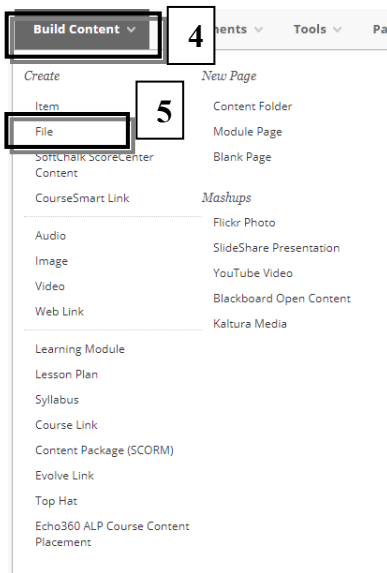 Build Content
4
ments
Tools
Pa
Create
Item
5
File
SoftChalk ScoreCenter
Content
CourseSmart Link
Audio
Image
Video
Web Link
Learning Module
Lesson Plan
Syllabus
Course Link
Content Package (SCORM)
Evolve Link
Top Hat
Echo360 ALP Course Content
Placement
New Page
Content Folder
Module Page
Blank Page
Mashups
Flickr Photo
SlideShare Presentation
YouTube Video
Blackboard Open Content
Kaltura Media